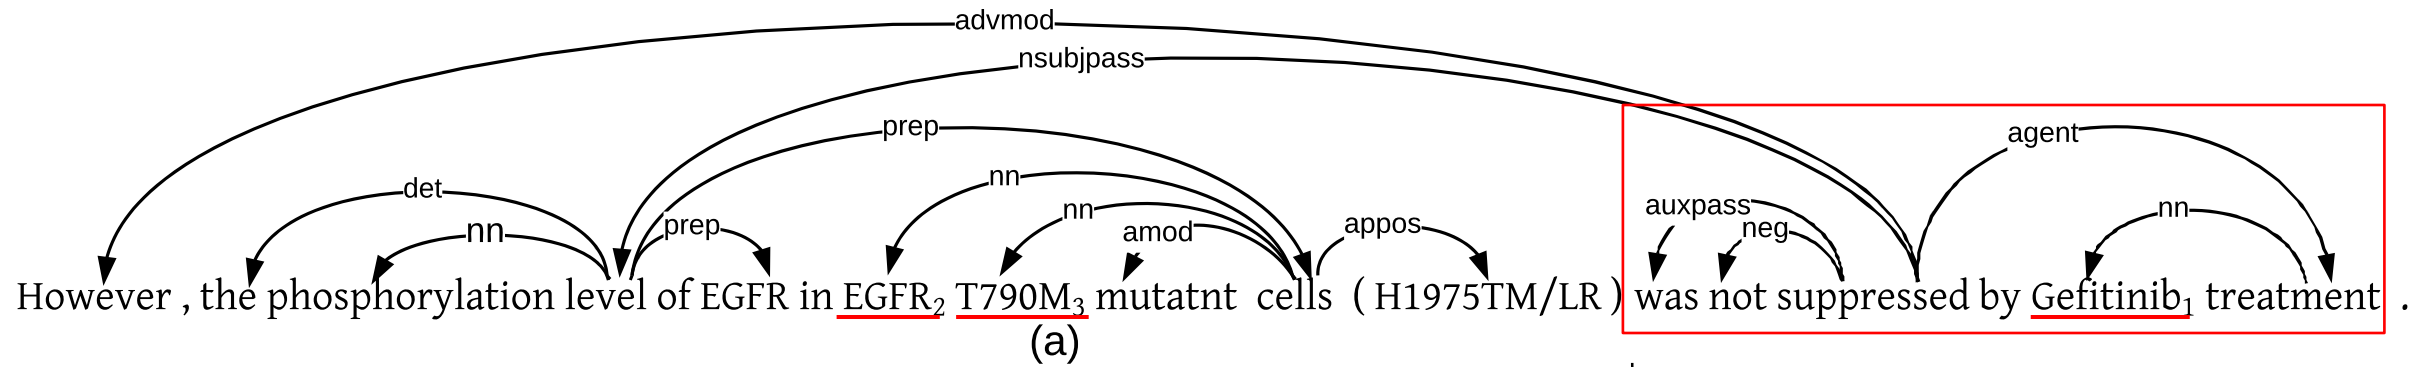 advmod
nsubjpass
prep
agent
nn
det
auxpass
nn
nn
appos
prep
nn
amod
neg
However , the phosphorylation level of EGFR in EGFR2 T790M3 mutatnt cells ( H1975TM/LR ) was not suppressed by Gefitinib1 treatment .
(a)